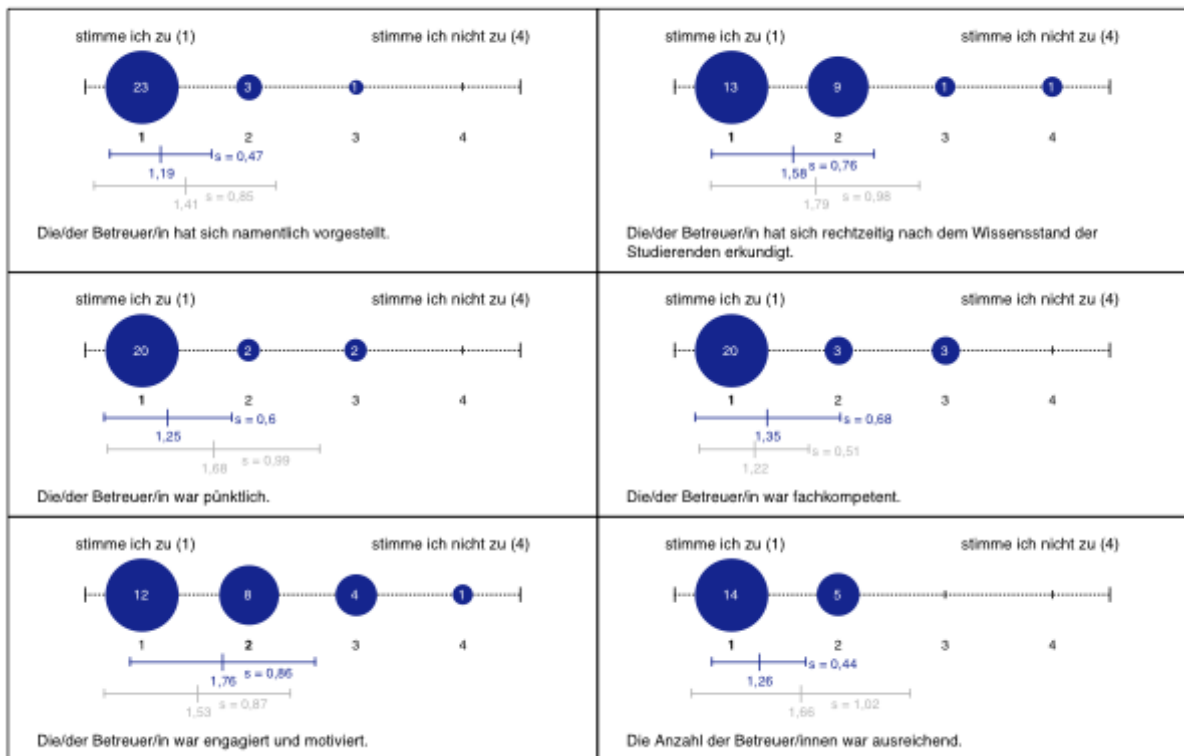 stimme ich zu (1) stimme ich nicht zu (4)
23 3 1
1 2 3 4
s = 0,47
1,19
s = 0,85
1,41
Die/der Betreuer/in hat sich namentlich vorgestellt.
stimme ich zu (1) stimme ich nicht zu (4)
13 9 1 1
1 2 3 4
1,58 s = 0,76
1,79 s = 0,98
Die/der Betreuer/in hat sich rechtzeitig nach dem Wissensstand der
Studierenden erkundigt.
stimme ich zu (1) stimme ich nicht zu (4)
20 2 2
1 2 3 4
s = 0,6
1,25
s = 0,99
1,68
Die/der Betreuer/in war pünktlich.
stimme ich zu (1) stimme ich nicht zu (4)
20 3 3
1 2 3 4
s = 0,68
1,35
s = 0,51
1,22
Die/der Betreuer/in war fachkompetent.
stimme ich zu (1) stimme ich nicht zu (4)
12 8 4 1
1 2 3 4
s = 0,86
1,76
s = 0,87
1,53
Die/der Betreuer/in war engagiert und motiviert.
stimme ich zu (1) stimme ich nicht zu (4)
14 5
1 2 3 4
s = 0,44
1,26
s = 1,02
1,66
Die Anzahl der Betreuer/innen war ausreichend.